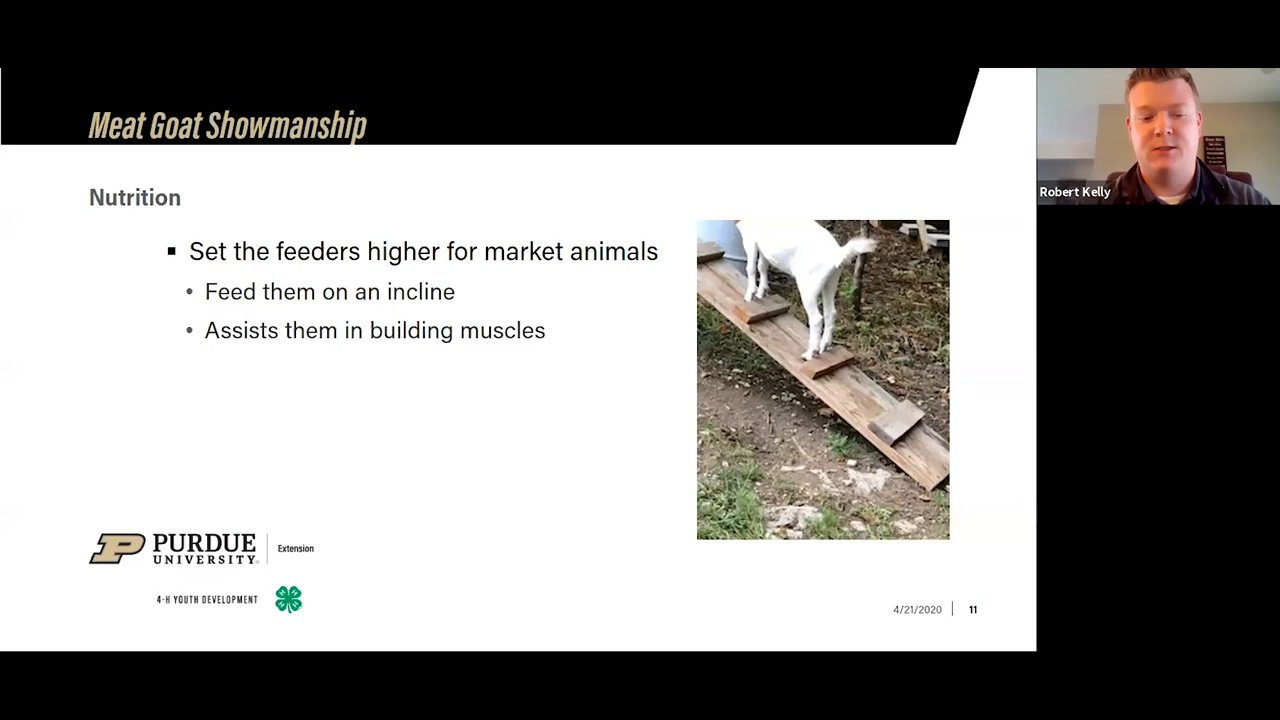 Meat Goat Showmanship
Nutrition
▪ Set the feeders higher for market animals
• Feed them on an incline
• Assists them in building muscles
PURDUE UNIVERSITY® | Extension
4-H YOUTH DEVELOPMENT
4/21/2020 | 11
Robert Kelly